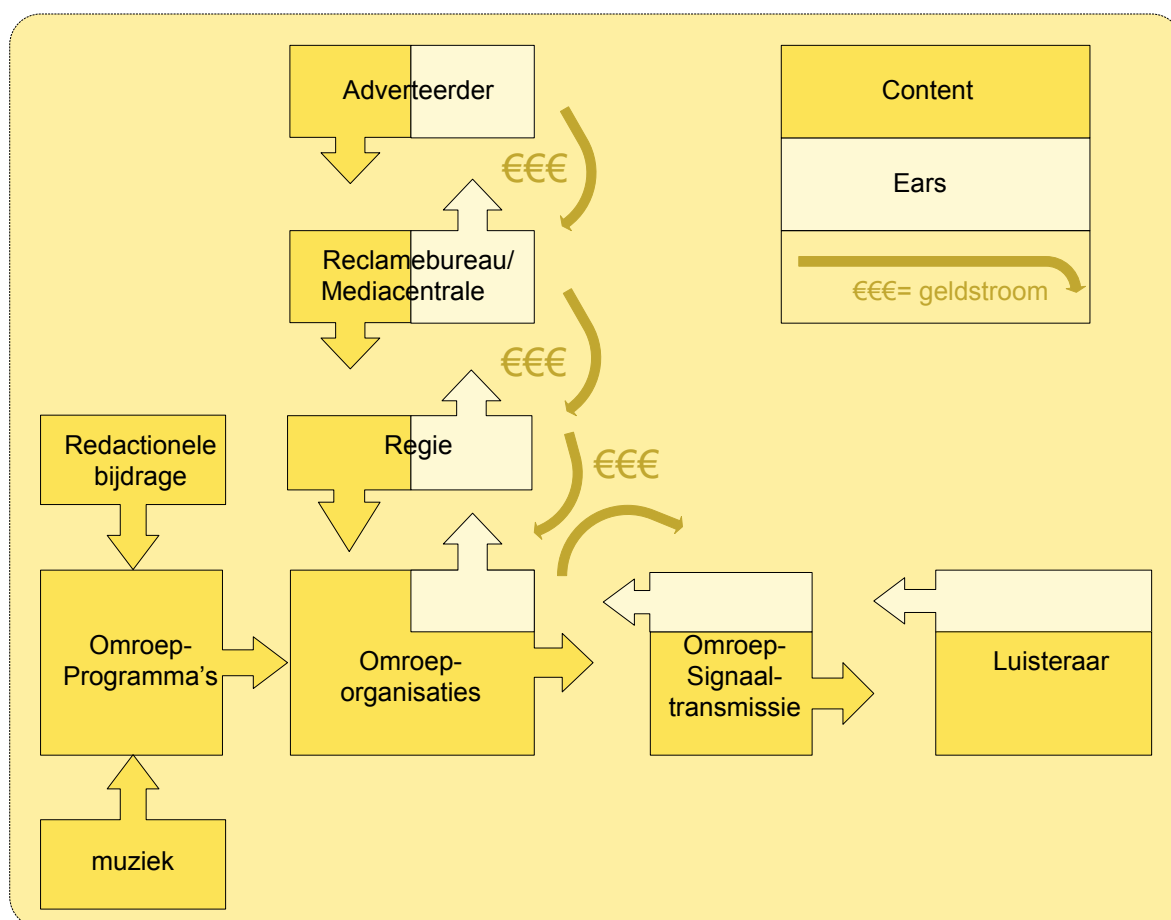 Adverteerder
Content
€€€
Ears
Reclamebureau/
Mediacentrale
€€€= geldstroom
€€€
Redactionele
bijdrage
Regie
€€€
Omroep-
Programma's
Omroep-
organisaties
Omroep-
Signaal-
transmissie
Luisteraar
muziek